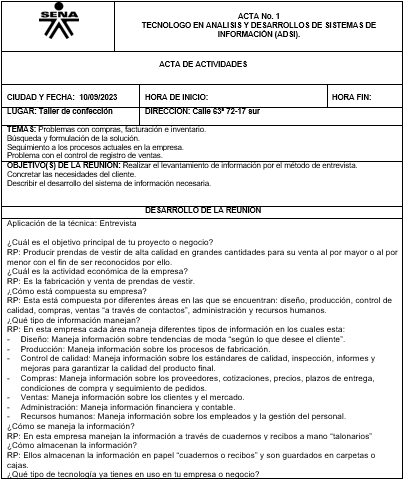 SENA
ACTA No. 1
TECNOLOGO EN ANALISIS Y DESARROLLOS DE SISTEMAS DE
INFORMACIÓN (ADSI).
ACTA DE ACTIVIDADES
CIUDAD Y FECHA: 10/09/2023 HORA DE INICIO: HORA FIN:
LUGAR: Taller de confección DIRECCIÓN: Calle 63ª 72-17 sur
TEMAS: Problemas con compras, facturación e inventario.
Búsqueda y formulación de la solución.
Seguimiento a los procesos actuales en la empresa.
Problema con el control de registro de ventas.
OBJETIVO(S) DE LA REUNION: Realizar el levantamiento de información por el método de entrevista.
Concretar las necesidades del cliente.
Describir el desarrollo del sistema de información necesaria.
DESARROLLO DE LA REUNION
Aplicación de la técnica: Entrevista
¿Cuál es el objetivo principal de tu proyecto o negocio?
RP: Producir prendas de vestir de alta calidad en grandes cantidades para su venta al por mayor o al por
menor con el fin de ser reconocidos por ello.
¿Cuál es la actividad económica de la empresa?
RP: Es la fabricación y venta de prendas de vestir.
¿Cómo está compuesta su empresa?
RP: Esta está compuesta por diferentes áreas en las que se encuentran: diseño, producción, control de
calidad, compras, ventas “a través de contactos”, administración y recursos humanos.
¿Qué tipo de información manejan?
RP: En esta empresa cada área maneja diferentes tipos de información en los cuales esta:
- Diseño: Maneja información sobre tendencias de moda “según lo que desee el cliente”.
- Producción: Maneja información sobre los procesos de fabricación.
- Control de calidad: Maneja información sobre los estándares de calidad, inspección, informes y
mejoras para garantizar la calidad del producto final.
- Compras: Maneja información sobre los proveedores, cotizaciones, precios, plazos de entrega,
condiciones de compra y seguimiento de pedidos.
- Ventas: Maneja información sobre los clientes y el mercado.
- Administración: Maneja información financiera y contable.
- Recursos humanos: Maneja información sobre los empleados y la gestión del personal.
¿Cómo se maneja la información?
RP: En esta empresa manejan la información a través de cuadernos y recibos a mano “talonarios”
¿Cómo almacenan la información?
RP: Ellos almacenan la información en papel “cuadernos o recibos” y son guardados en carpetas o
cajas.
¿Qué tipo de tecnología ya tienes en uso en tu empresa o negocio?